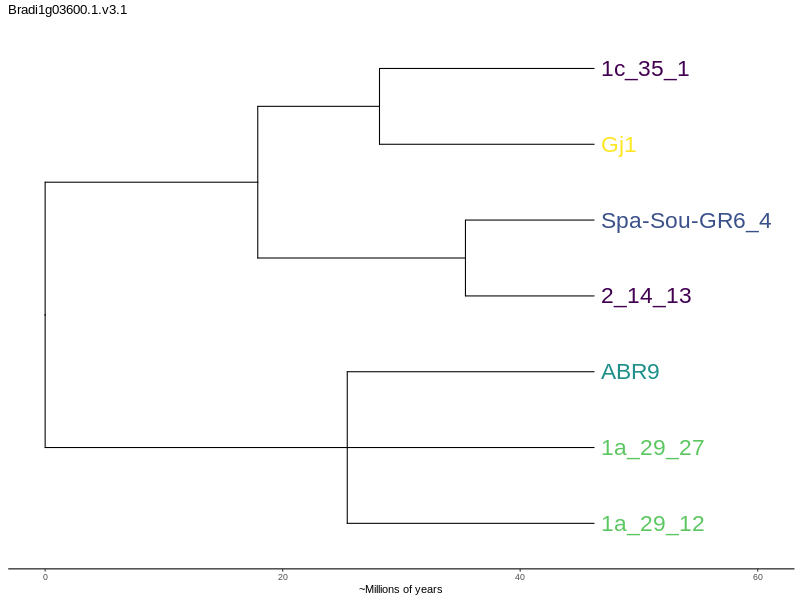 Bradi1g03600.1.v3.1
1c_35_1
Gj1
Spa-Sou-GR6_4
2_14_13
ABR9
1a_29_27
1a_29_12
0 20 40 60
~Millions of years